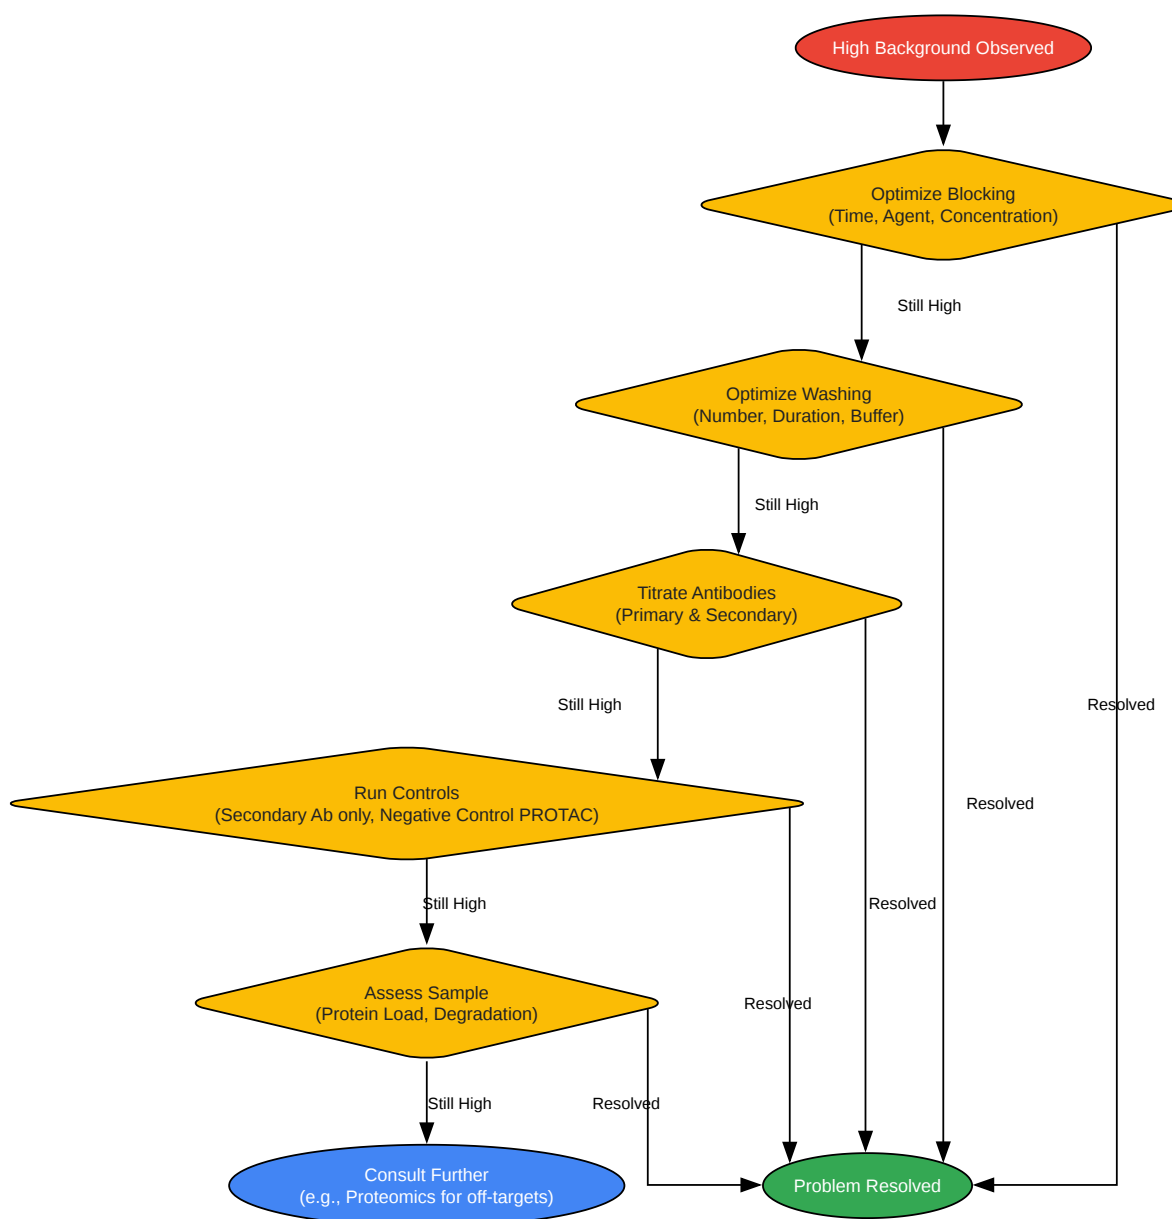 High Background Observed
Optimize Blocking
(Time, Agent, Concentration)
Still High
Optimize Washing
(Number, Duration, Buffer)
Still High
Titrate Antibodies
(Primary & Secondary)
Still High
Resolved
Run Controls
(Secondary Ab only, Negative Control PROTAC)
Resolved
Still High
Resolved
Assess Sample
(Protein Load, Degradation)
Resolved
Still High
Resolved
Consult Further
(e.g., Proteomics for off-targets)
Problem Resolved